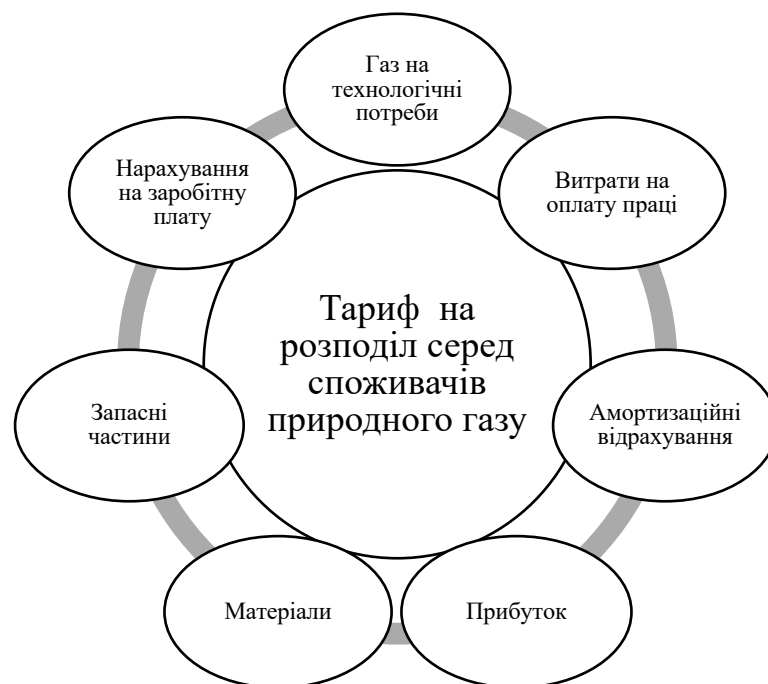 Газ на
технологічні
потреби
Витрати на
оплату праці
Амортизаційні
відрахування
Прибуток
Матеріали
Запасні
частини
Нарахування
на заробітну
плату
Тариф на
розподіл серед
споживачів
природного газу